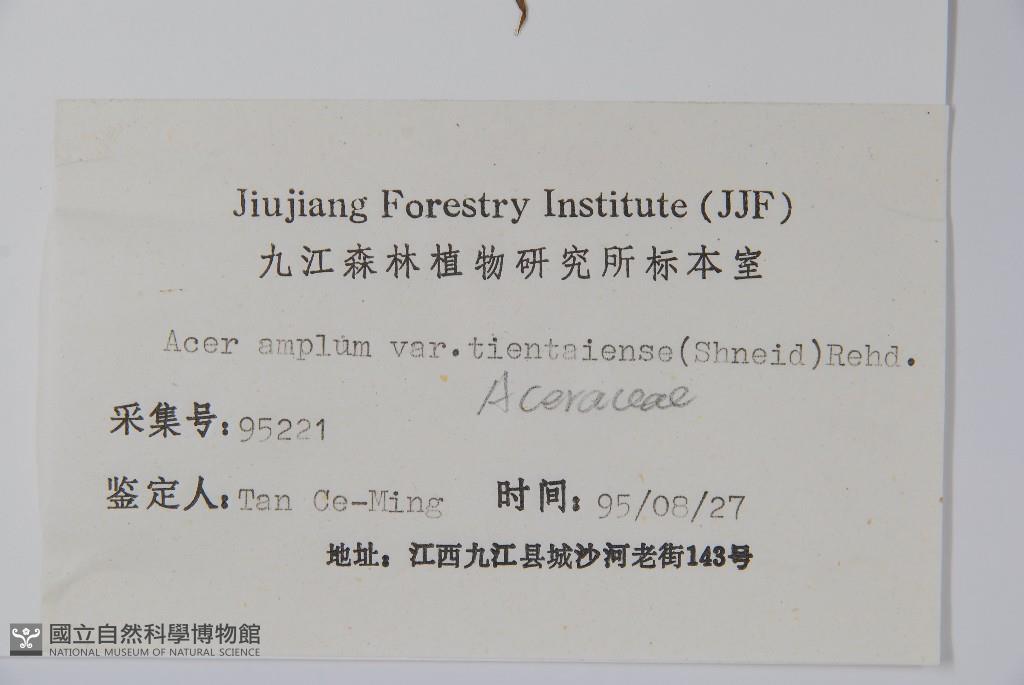 Jiujiang Forestry Institute (JJF)
九江森林植物研究所标本室
Acer amplum var.tientaiense(Shneid)Rehd.
Aceraceae
采集号:95221
鉴定人:Tan Ce-Ming 时间:95/08/27
地址:江西九江县城沙河老街143号
國立自然科學博物館
NATIONAL MUSEUM OF NATURAL SCIENCE